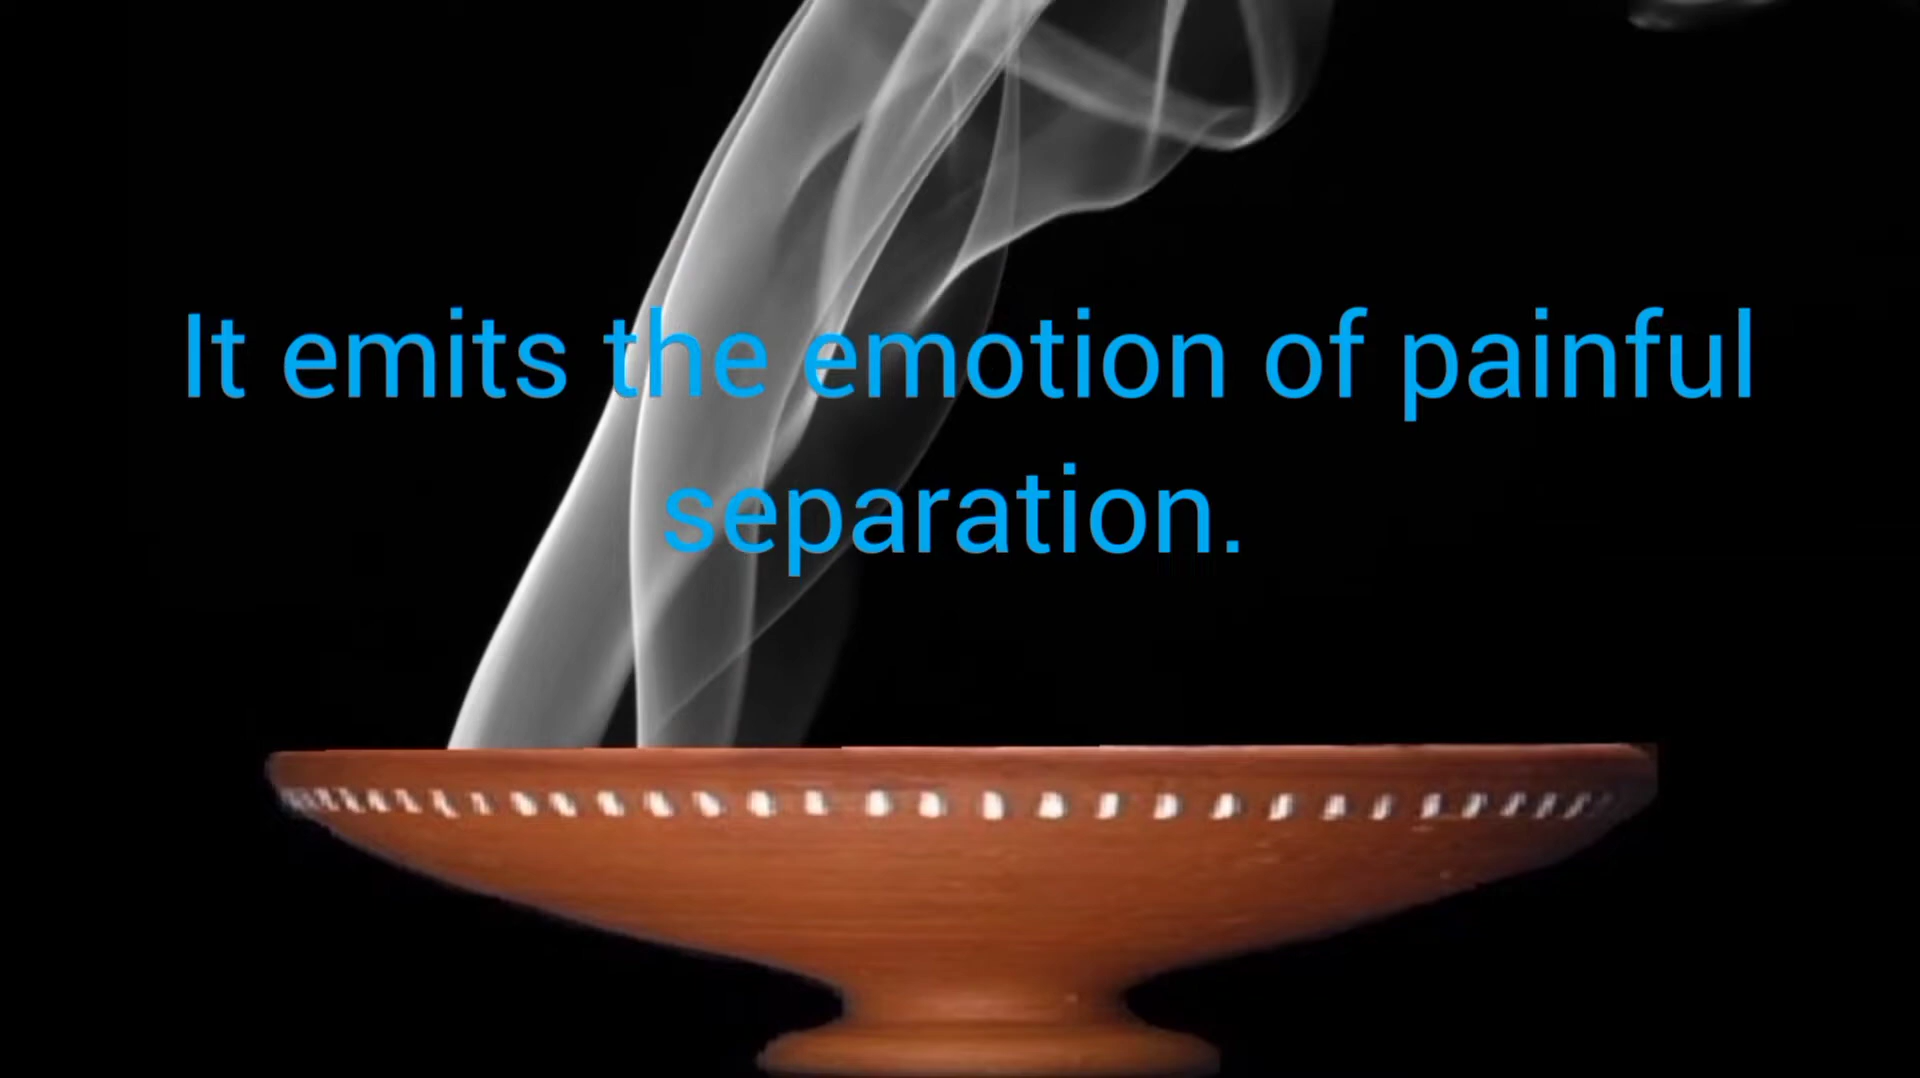 It emits the emotion of painful
separation.